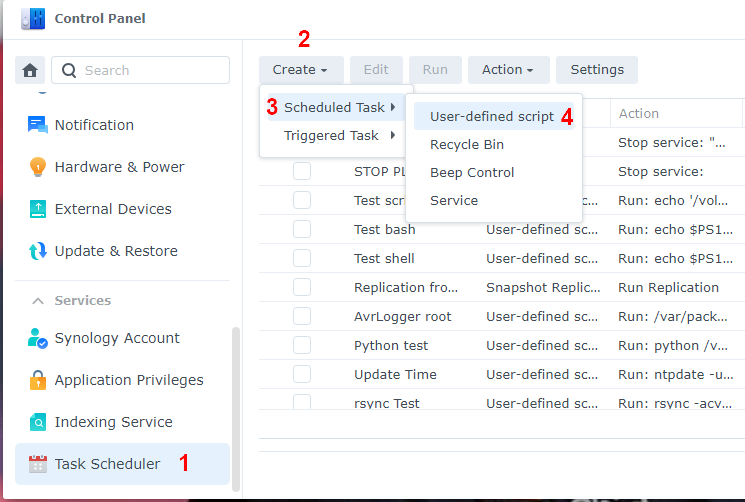 Control Panel
2
Search
Create Edit Run Action Settings
3 Scheduled Task
Triggered Task
User-defined script 4
Recycle Bin
Beep Control
Service
Notification
Hardware & Power
External Devices
Update & Restore
Services
Synology Account
Application Privileges
Indexing Service
Task Scheduler 1
Action
Stop service: "...
STOP PL Stop service:
Test scr User-defined sc... Run: echo '/vol...
Test bash User-defined sc... Run: echo $PS1...
Test shell User-defined sc... Run: echo $PS1...
Replication fro... Snapshot Replic... Run Replication
AvrLogger root User-defined sc... Run: /var/pack...
Python test User-defined sc... Run: python /v...
Update Time User-defined sc... Run: ntpdate -u...
rsync Test User-defined sc... Run: rsync -acv...